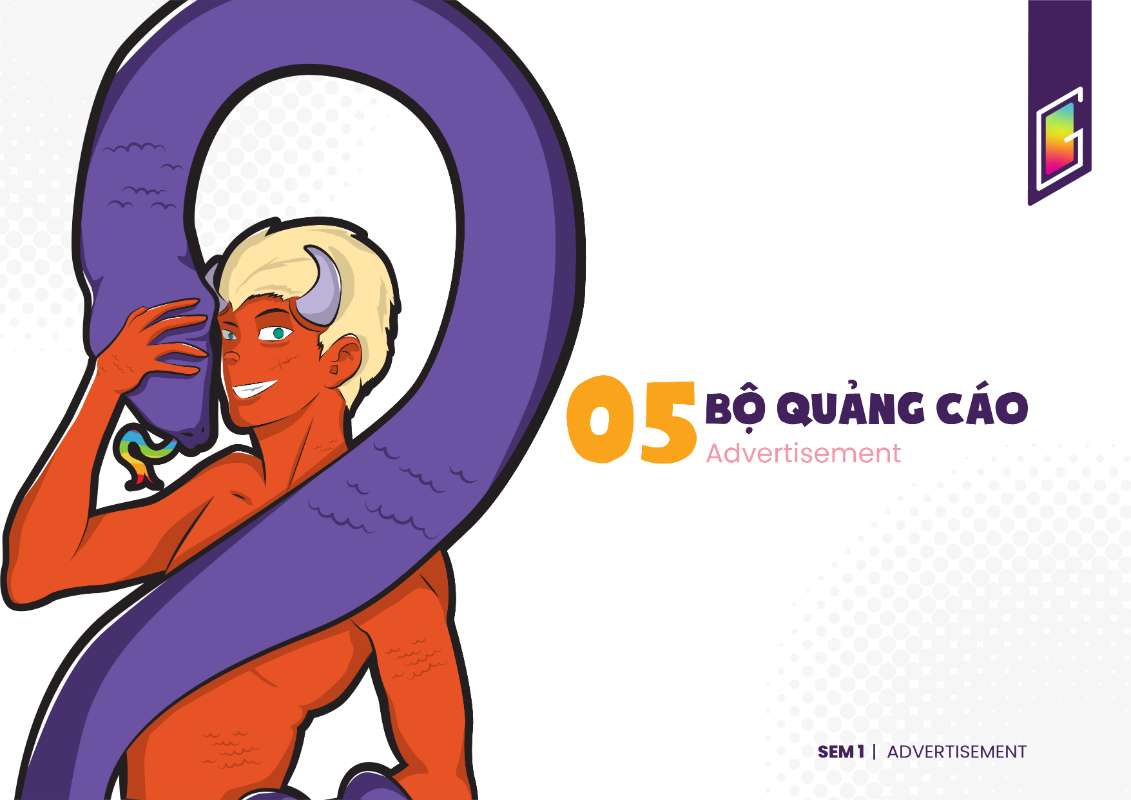 G
05 BỘ QUẢNG CÁO
Advertisement
SEM 1 | ADVERTISEMENT